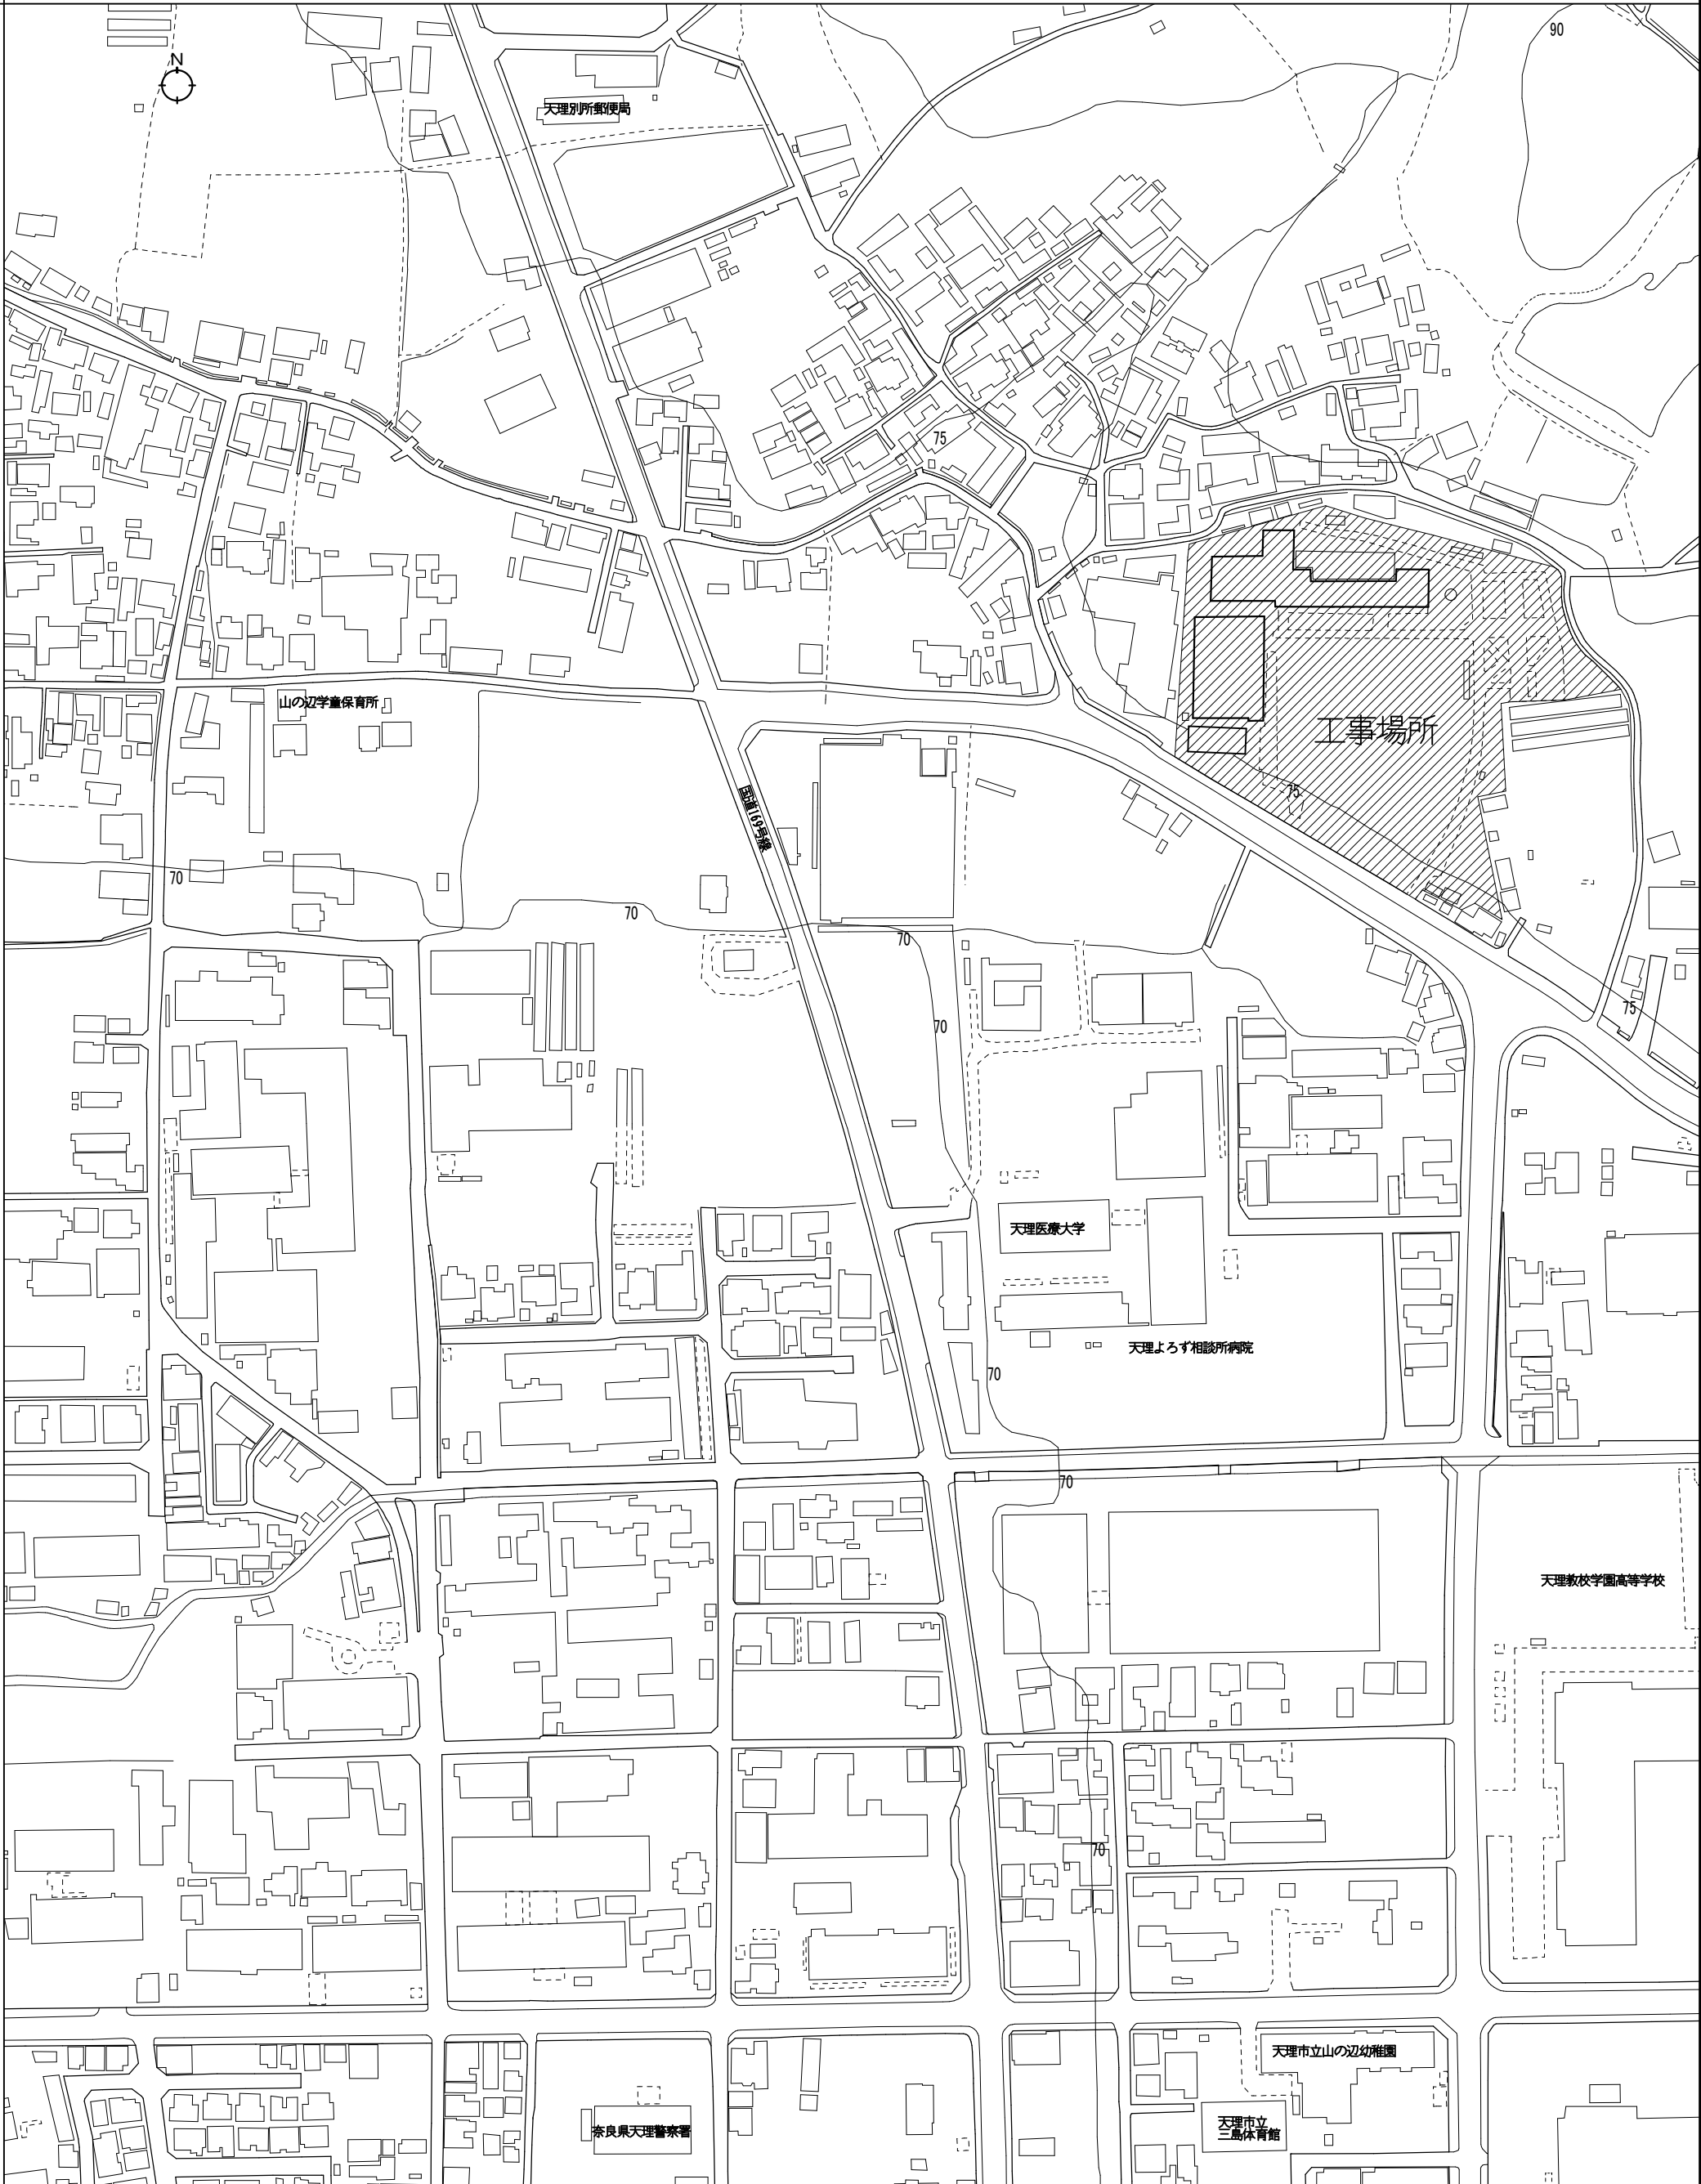 90
N
天理別所郵便局
75
山の辺学童保育所
工事場所
75
国道169号線
70
70
70
75
70
天理医療大学
天理よろず相談所病院
70
70
天理教校学園高等学校
70
天理市立山の辺幼稚園
奈良県天理警察署
天理市立
三島体育館